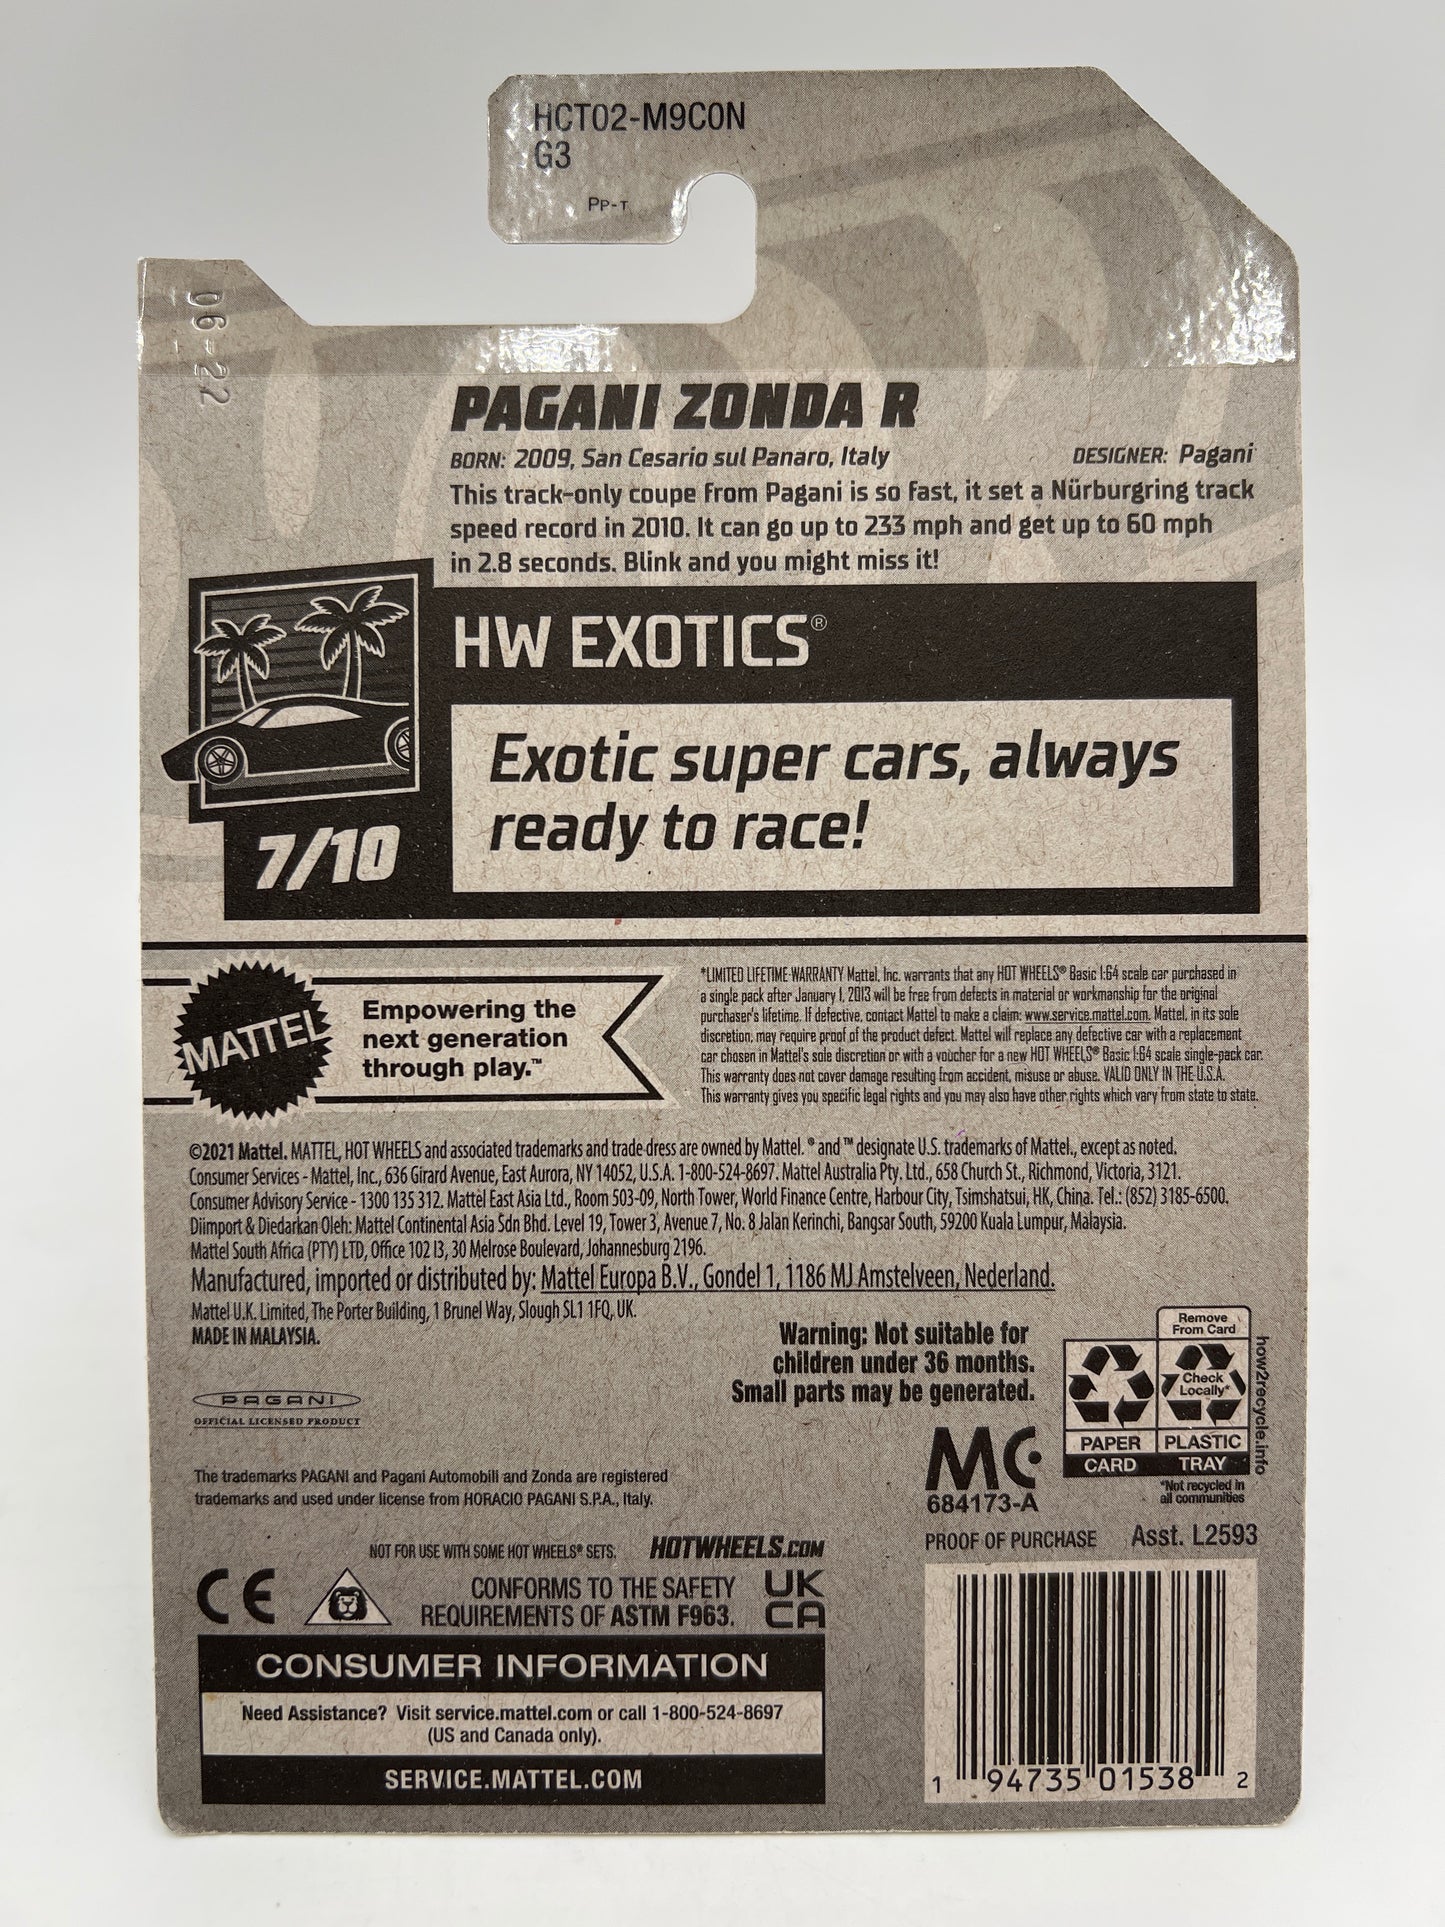 HCT02-M9C0N
G3
PP-T
06-22
PAGANI ZONDA R
BORN: 2009, San Cesario sul Panaro, Italy DESIGNER: Pagani
This track-only coupe from Pagani is so fast, it set a Nürburgring track
speed record in 2010. It can go up to 233 mph and get up to 60 mph
in 2.8 seconds. Blink and you might miss it!
HW EXOTICS®
Exotic super cars, always
ready to race!
7/10
MATTEL
Empowering the
next generation
through play.™
*LIMITED LIFETIME WARRANTY Mattel, Inc. warrants that any HOT WHEELS® Basic 1:64 scale car purchased in
a single pack after January 1, 2013 will be free from defects in material or workmanship for the original
purchaser's lifetime. If defective, contact Mattel to make a claim: www.service.mattel.com. Mattel, in its sole
discretion, may require proof of the product defect. Mattel will replace any defective car with a replacement
car chosen in Mattel's sole discretion or with a voucher for a new HOT WHEELS® Basic 1:64 scale single-pack car.
This warranty does not cover damage resulting from accident, misuse or abuse. VALID ONLY IN THE U.S.A.
This warranty gives you specific legal rights and you may also have other rights which vary from state to state.
©2021 Mattel. MATTEL, HOT WHEELS and associated trademarks and trade dress are owned by Mattel. ® and ™ designate U.S. trademarks of Mattel, except as noted.
Consumer Services - Mattel, Inc., 636 Girard Avenue, East Aurora, NY 14052, U.S.A. 1-800-524-8697. Mattel Australia Pty. Ltd., 658 Church St., Richmond, Victoria, 3121.
Consumer Advisory Service - 1300 135 312. Mattel East Asia Ltd., Room 503-09, North Tower, World Finance Centre, Harbour City, Tsimshatsui, HK, China. Tel.: (852) 3185-6500.
Diimport & Diedarkan Oleh: Mattel Continental Asia Sdn Bhd. Level 19, Tower 3, Avenue 7, No. 8 Jalan Kerinchi, Bangsar South, 59200 Kuala Lumpur, Malaysia.
Mattel South Africa (PTY) LTD, Office 102 I3, 30 Melrose Boulevard, Johannesburg 2196.
Manufactured, imported or distributed by: Mattel Europa B.V., Gondel 1, 1186 MJ Amstelveen, Nederland.
Mattel U.K. Limited, The Porter Building, 1 Brunel Way, Slough SL1 1FQ, UK.
MADE IN MALAYSIA.
Warning: Not suitable for
children under 36 months.
Small parts may be generated.
Remove
From Card
Check
Locally*
PAPER PLASTIC
CARD TRAY
*Not recycled in
all communities
how2recycle.info
PAGANI
OFFICIAL LICENSED PRODUCT
MC
684173-A
The trademarks PAGANI and Pagani Automobili and Zonda are registered
trademarks and used under license from HORACIO PAGANI S.P.A., Italy.
PROOF OF PURCHASE Asst. L2593
NOT FOR USE WITH SOME HOT WHEELS® SETS. HOTWHEELS.COM
CE
CONFORMS TO THE SAFETY
REQUIREMENTS OF ASTM F963.
UK
CA
CONSUMER INFORMATION
Need Assistance? Visit service.mattel.com or call 1-800-524-8697
(US and Canada only).
SERVICE.MATTEL.COM
1 94735 01538 2